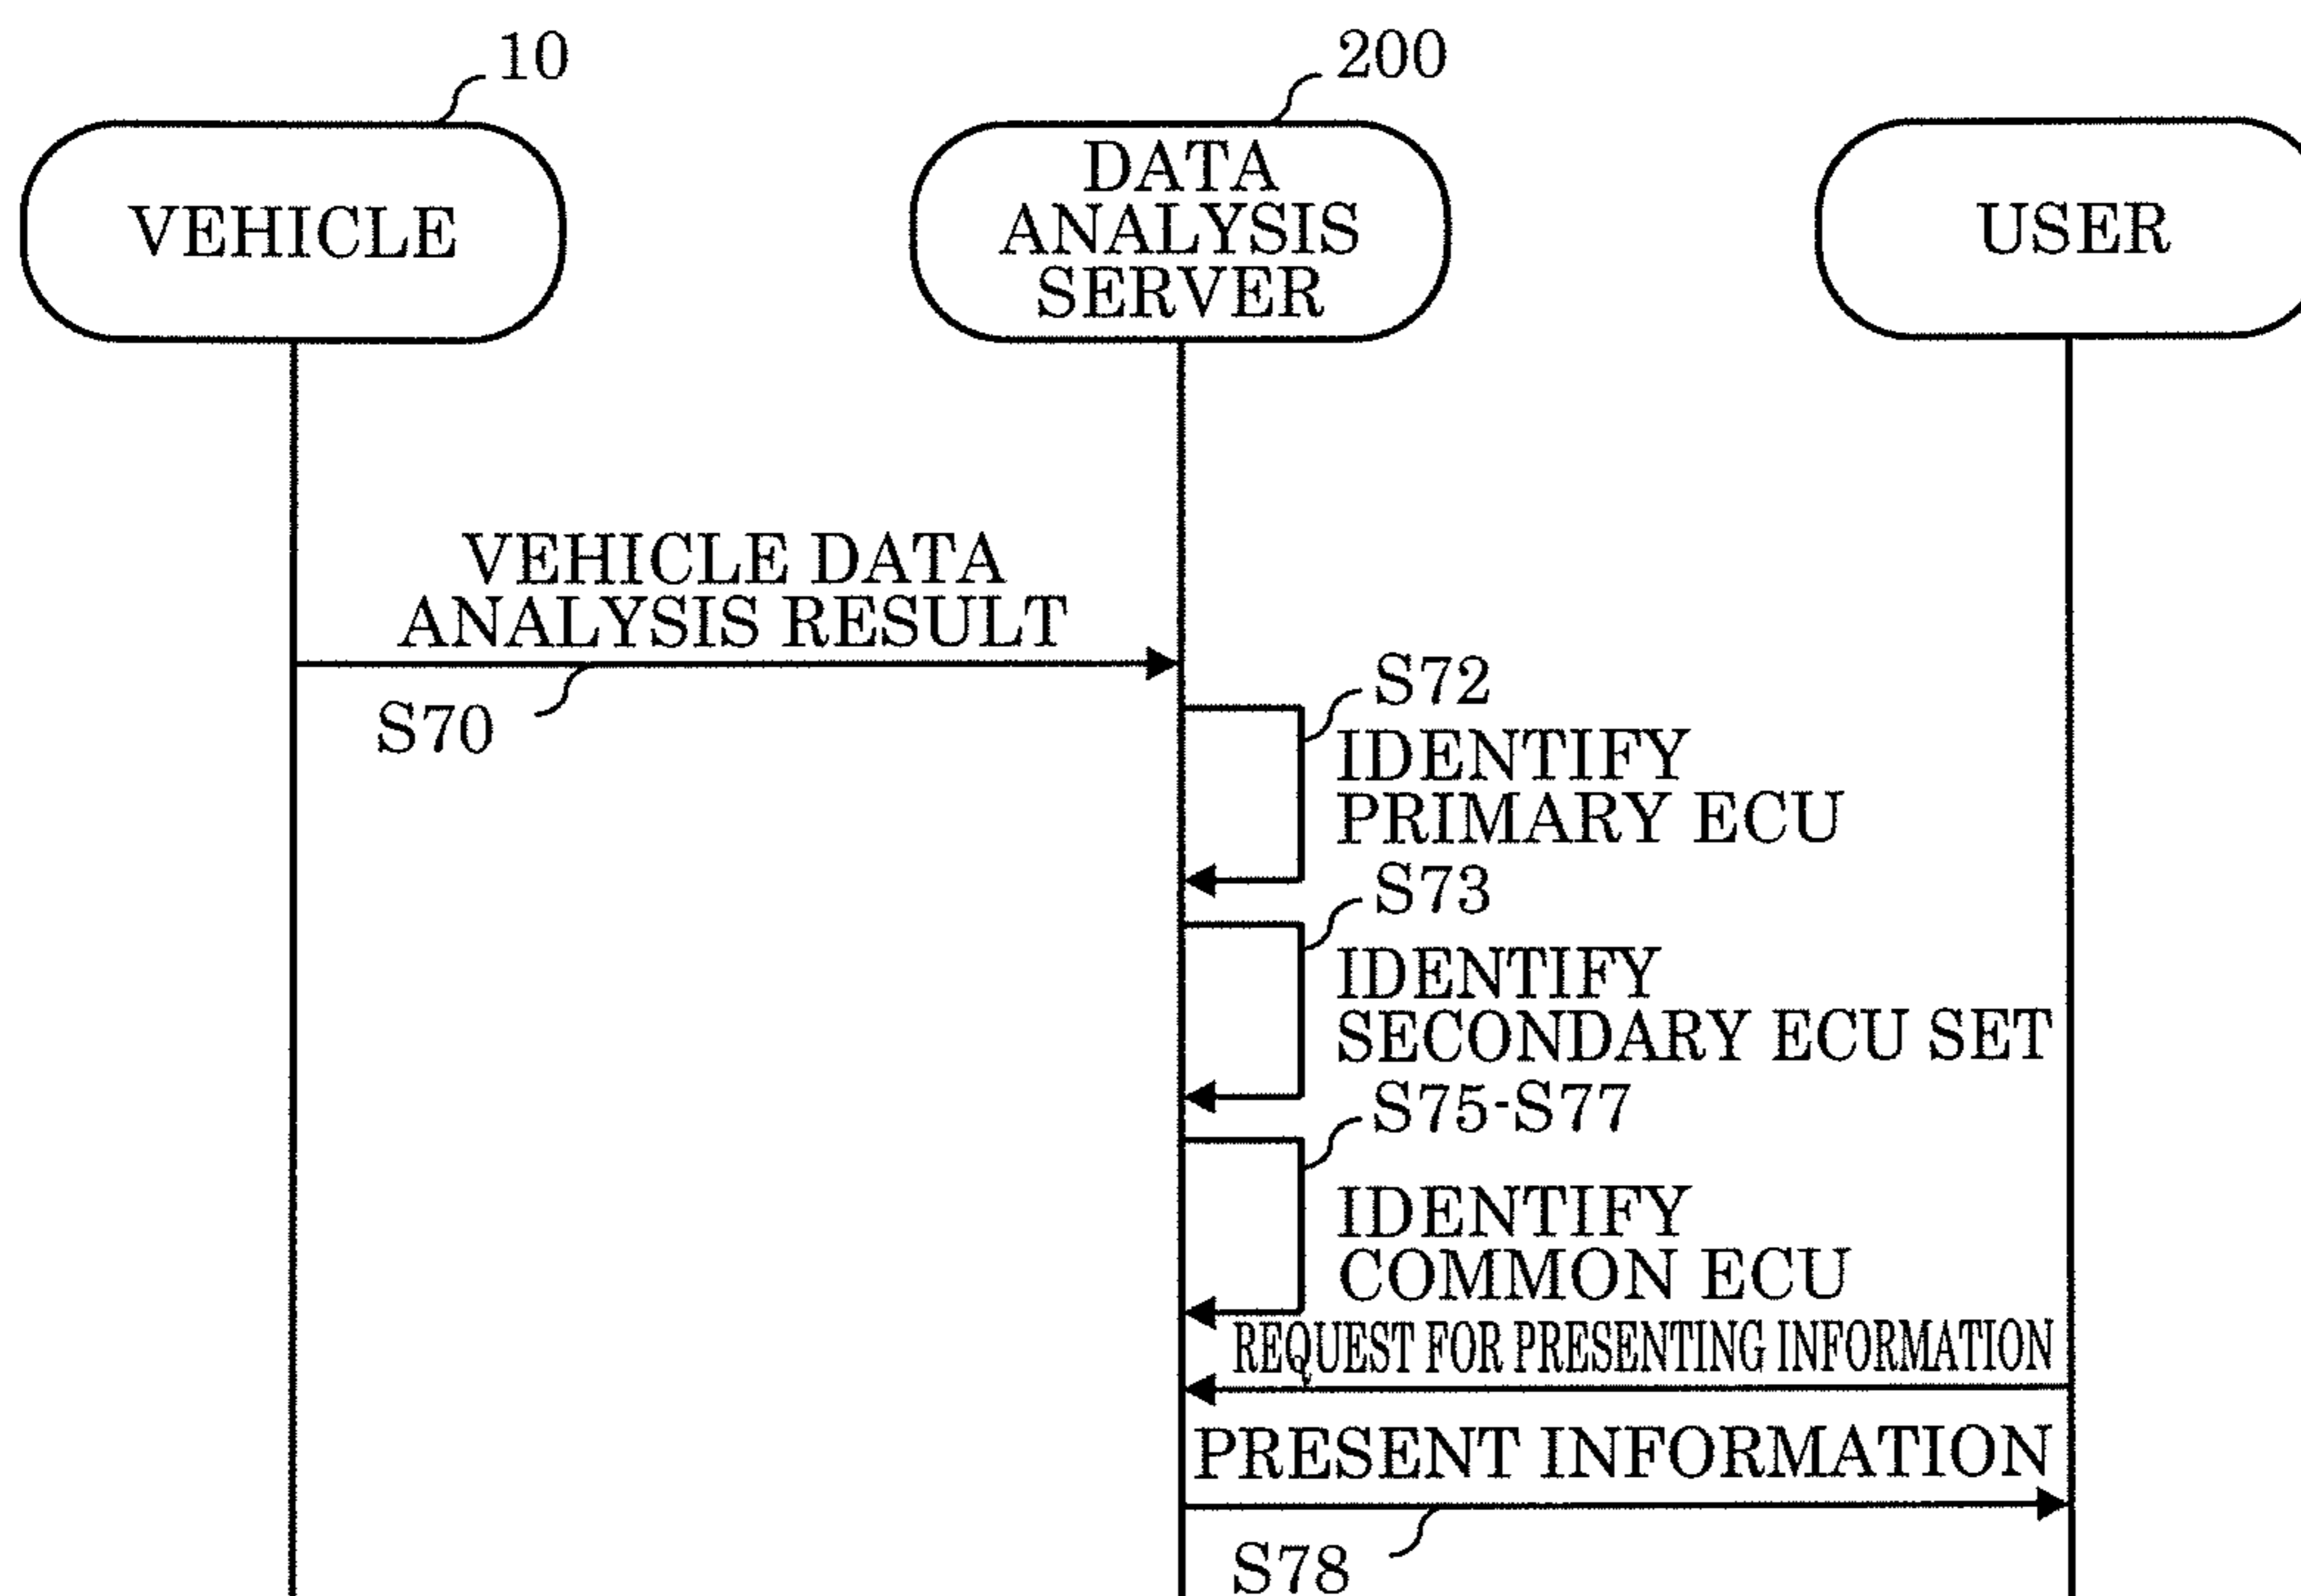 10
200
VEHICLE
DATA
ANALYSIS
SERVER
USER
VEHICLE DATA
ANALYSIS RESULT
S70
S72
IDENTIFY
PRIMARY ECU
S73
IDENTIFY
SECONDARY ECU SET
S75-S77
IDENTIFY
COMMON ECU
REQUEST FOR PRESENTING INFORMATION
PRESENT INFORMATION
S78